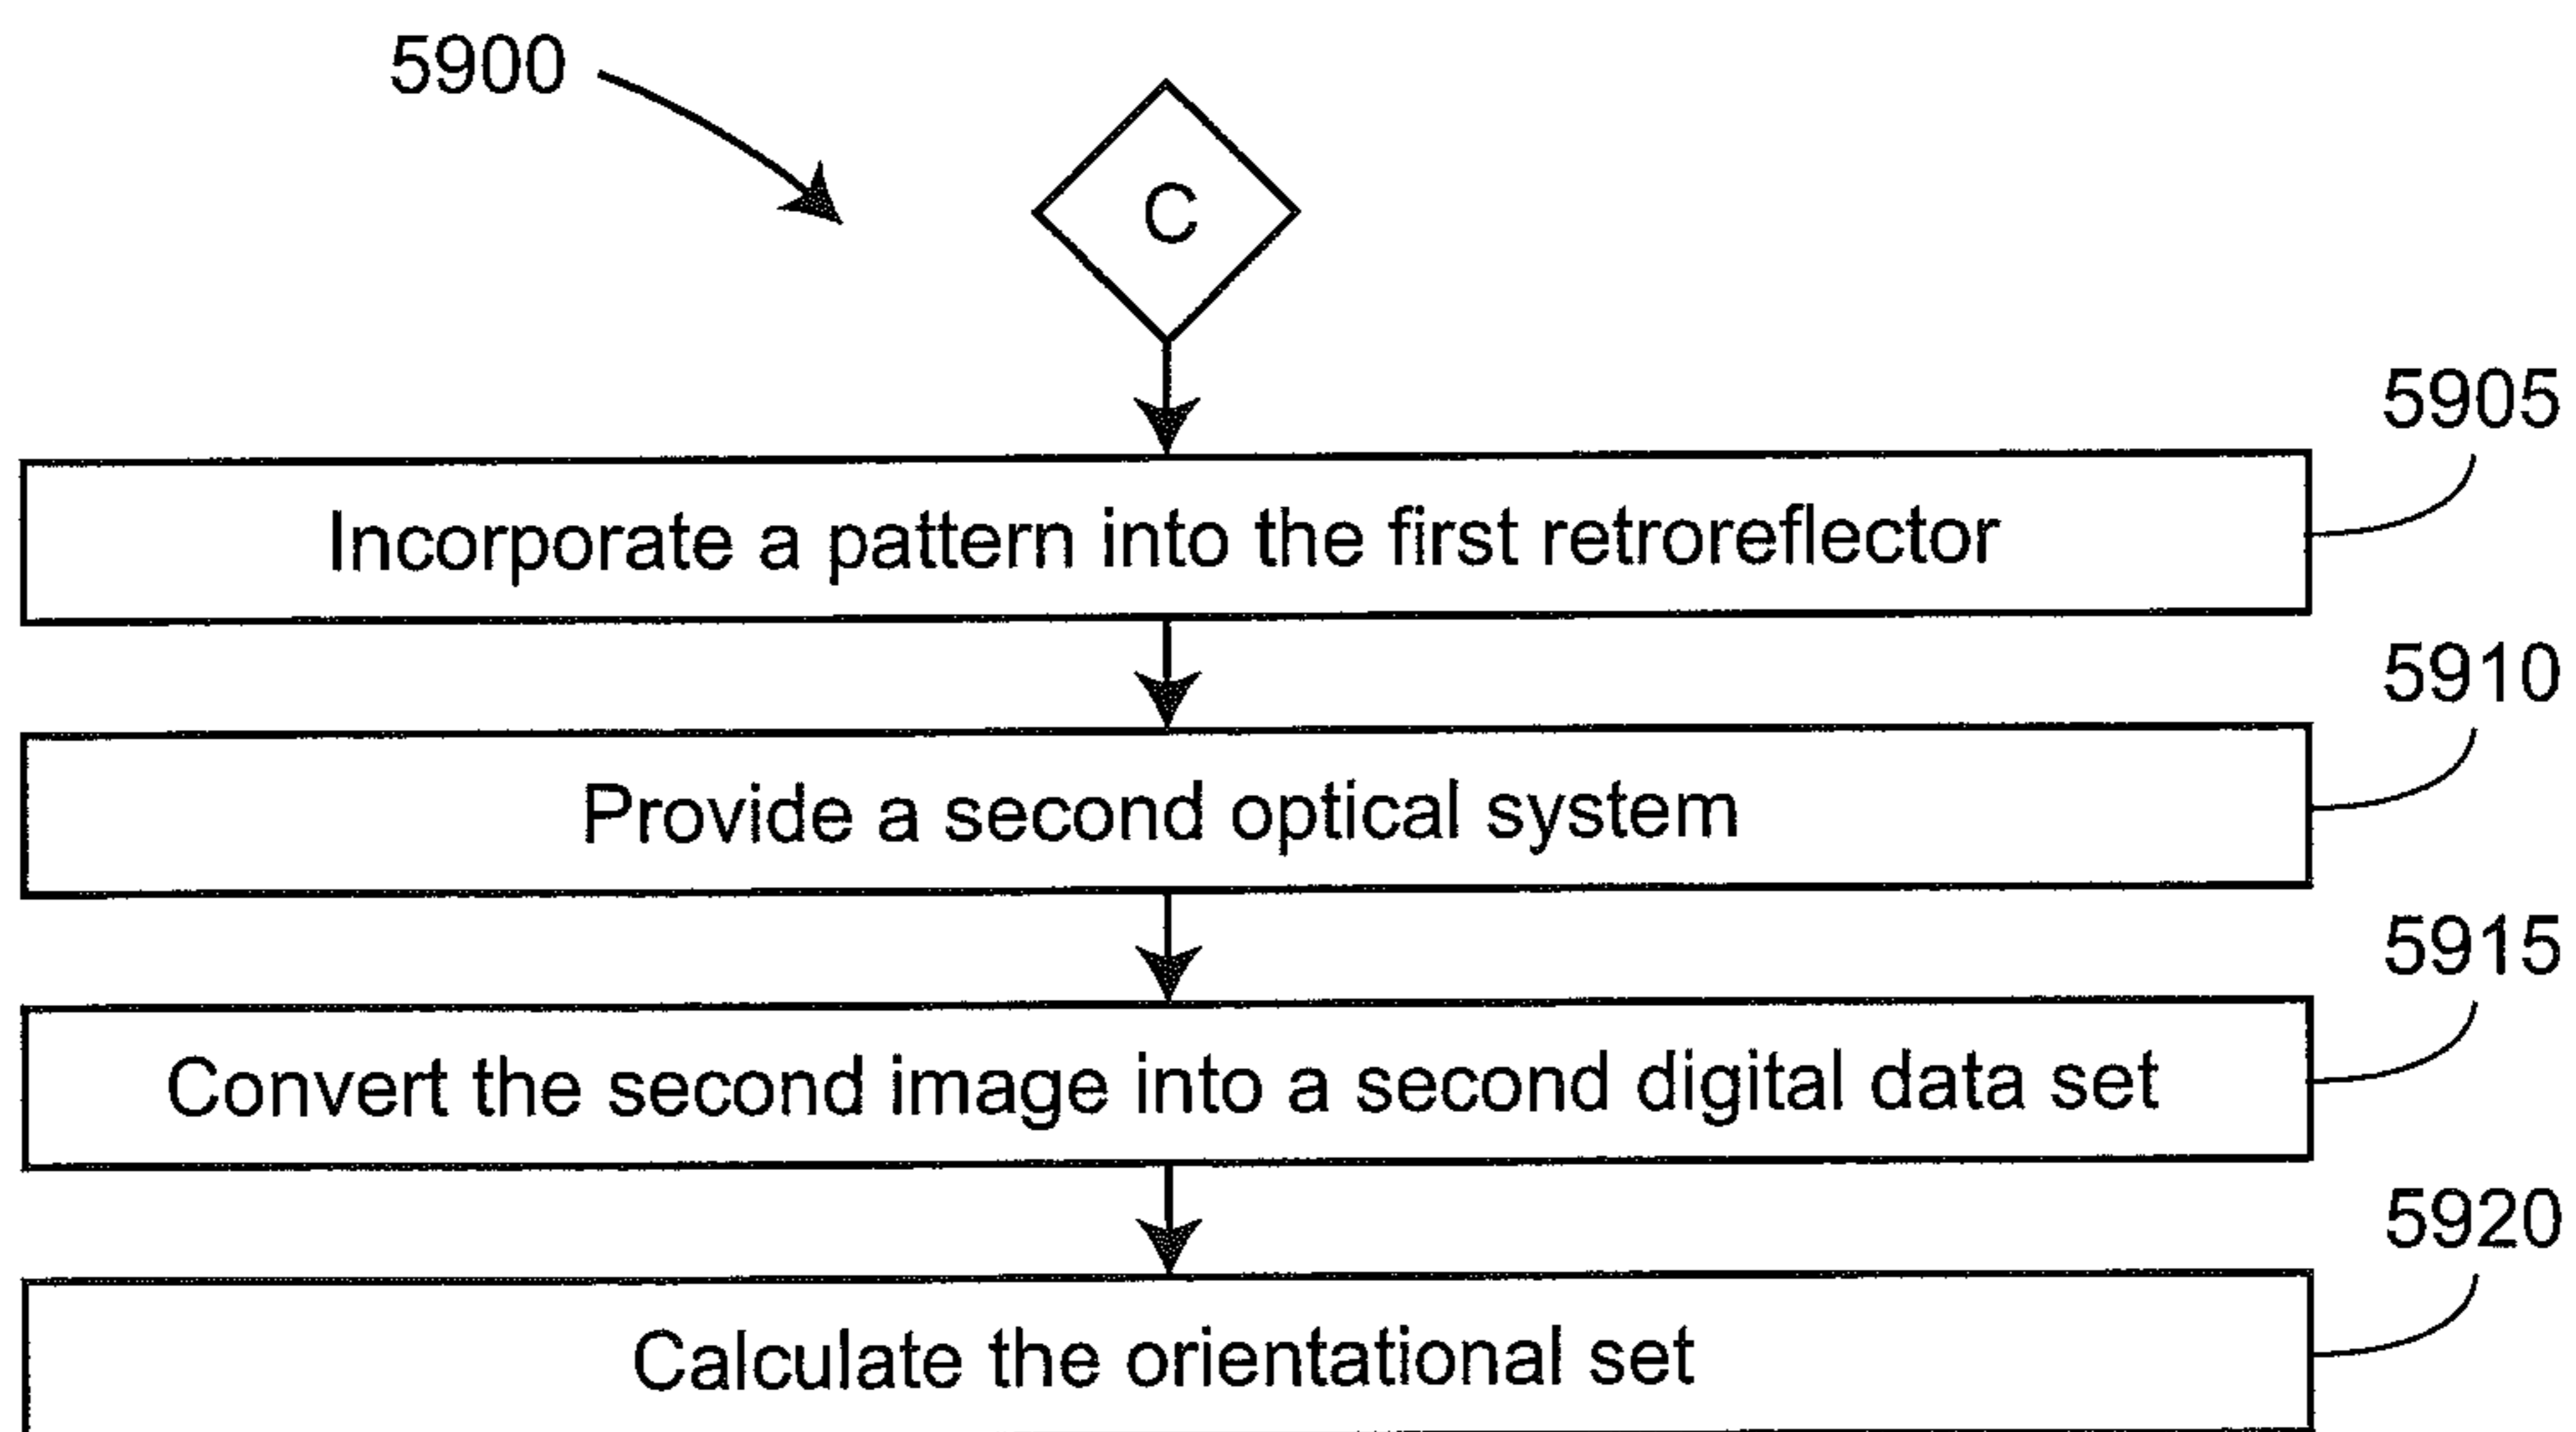 5900
C
5905
Incorporate a pattern into the first retroreflector
5910
Provide a second optical system
5915
Convert the second image into a second digital data set
5920
Calculate the orientational set